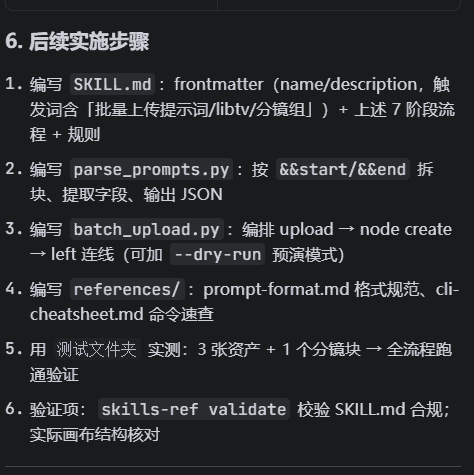 6. 后续实施步骤
1. 编写 SKILL.md：frontmatter（name/description，触
发词含「批量上传提示词/libtv/分镜组」）+ 上述 7 阶段流
程 + 规则
2. 编写 parse_prompts.py：按 &&start/&&end 拆
块、提取字段、输出 JSON
3. 编写 batch_upload.py：编排 upload → node create
→ left 连线（可加 --dry-run 预演模式）
4. 编写 references/：prompt-format.md 格式规范、cli-
cheatsheet.md 命令速查
5. 用 测试文件夹 实测：3 张资产 + 1 个分镜块 → 全流程跑
通验证
6. 验证项：skills-ref validate 校验 SKILL.md 合规；
实际画布结构核对